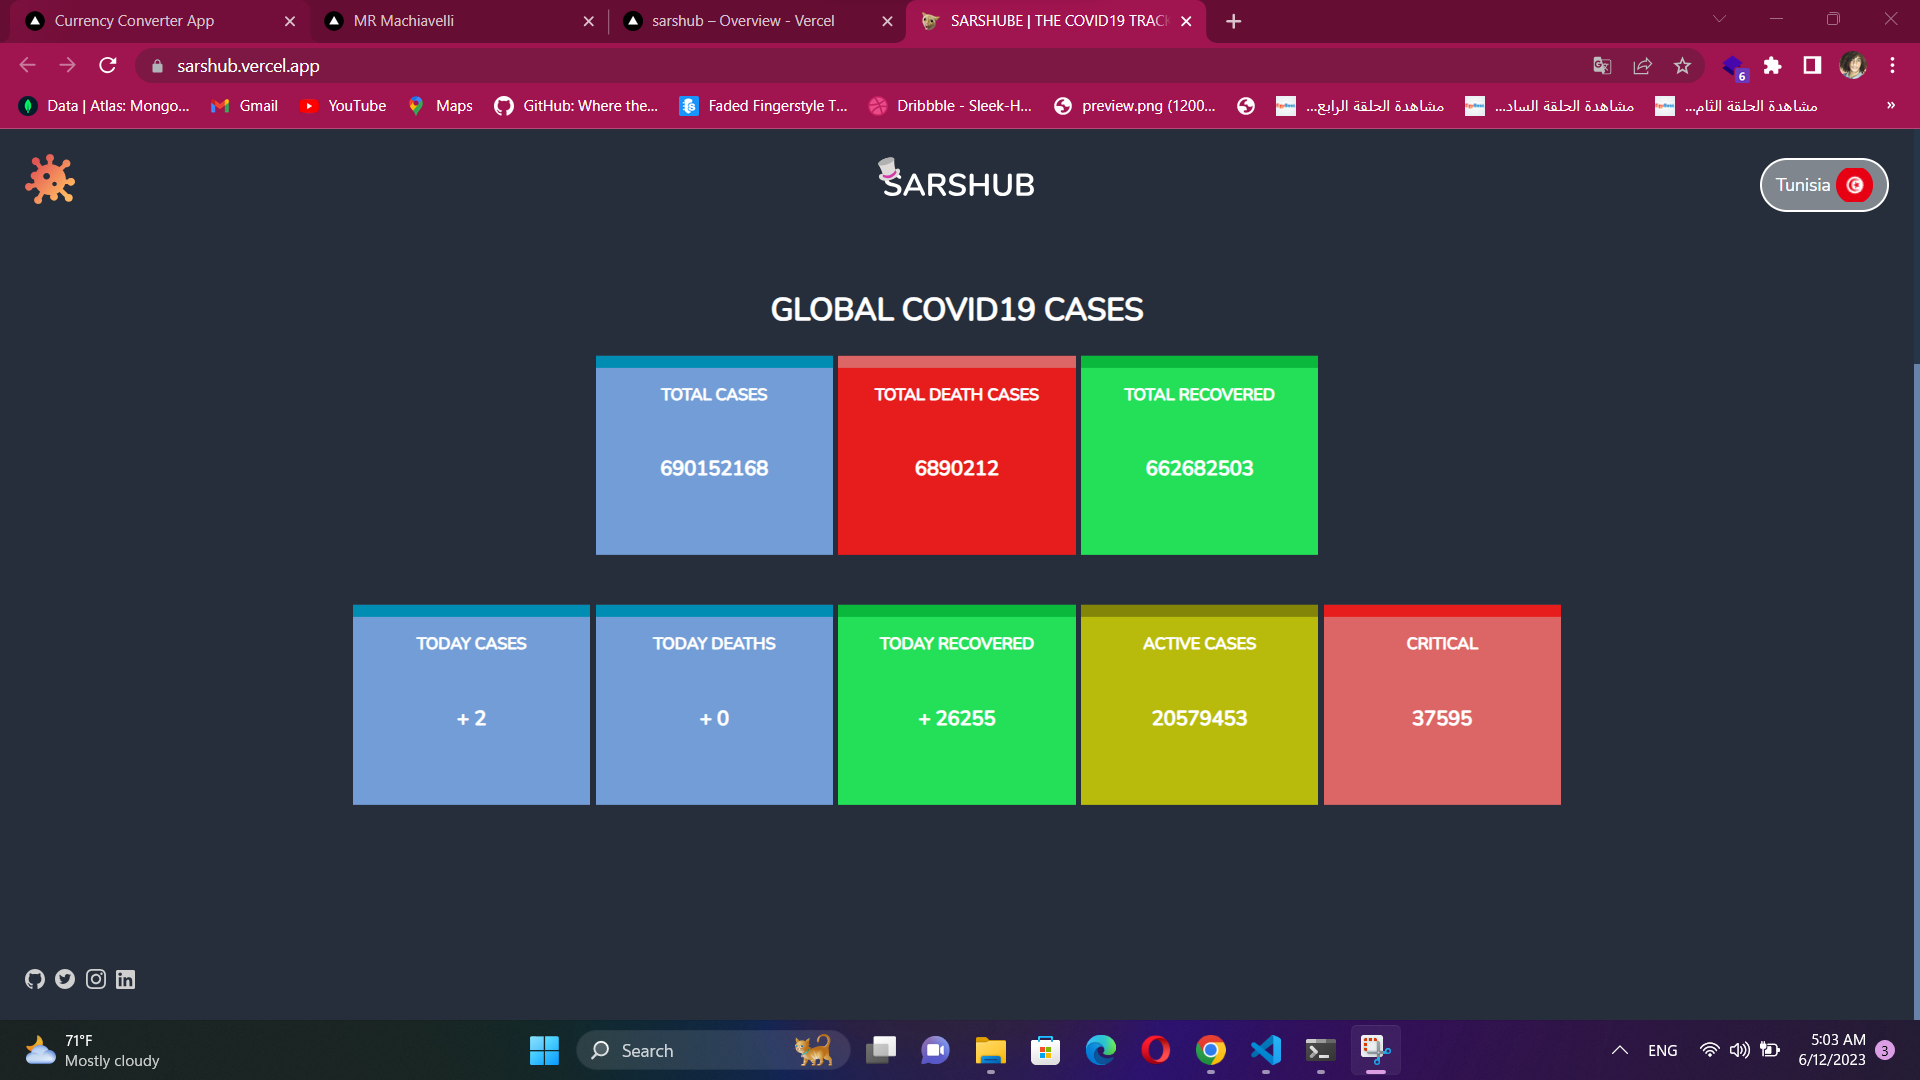 Currency Converter App
MR Machiavelli
sarshub – Overview - Vercel
SARSHUBE | THE COVID19 TRACK
sarshub.vercel.app
6
Data | Atlas: Mongo...
Gmail
YouTube
Maps
GitHub: Where the...
Faded Fingerstyle T...
Dribbble - Sleek-H...
preview.png (1200...
مشاهدة الحلقة الرابع...
مشاهدة الحلقة الساد...
مشاهدة الحلقة الثام...
»
SARSHUB
Tunisia
GLOBAL COVID19 CASES
TOTAL CASES
TOTAL DEATH CASES
TOTAL RECOVERED
690152168
6890212
662682503
TODAY CASES
TODAY DEATHS
TODAY RECOVERED
ACTIVE CASES
CRITICAL
+ 2
+ 0
+ 26255
20579453
37595
71°F
Mostly cloudy
Search
ENG
5:03 AM
6/12/2023
3